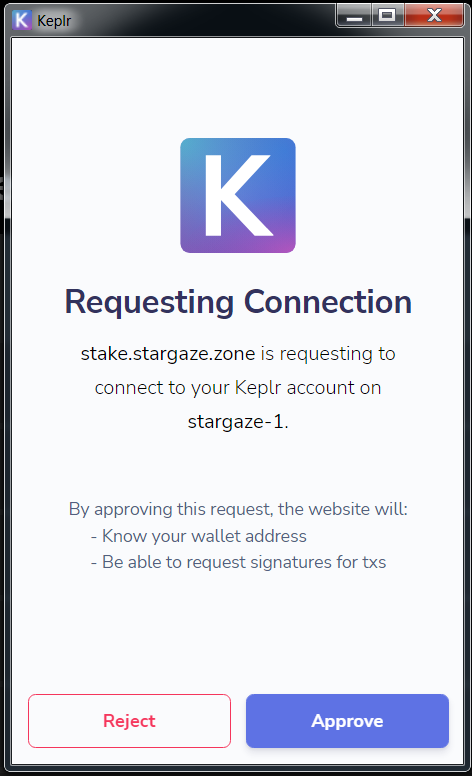 Keplr
K
Requesting Connection
stake.stargaze.zone is requesting to
connect to your Keplr account on
stargaze-1.
By approving this request, the website will:
- Know your wallet address
- Be able to request signatures for txs
Reject
Approve